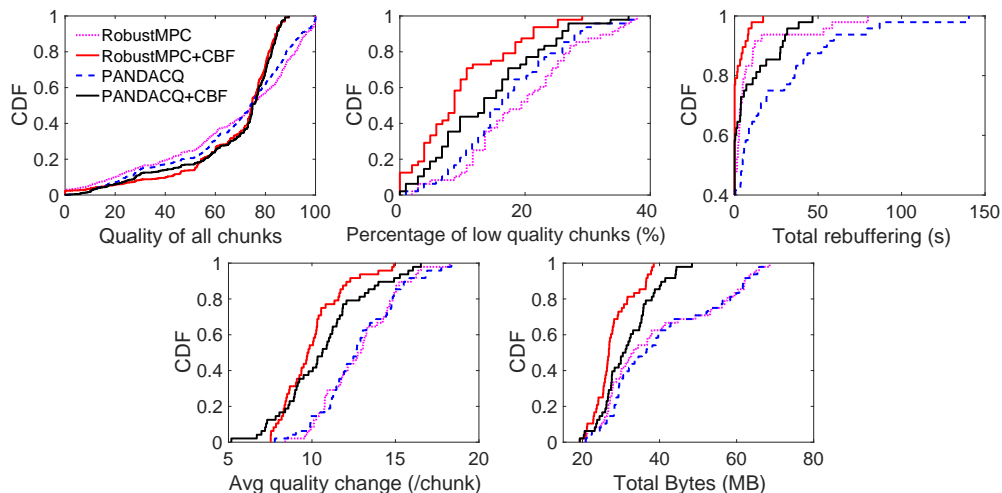 CDF
1
0.8
0.6
0.4
0.2
0
RobustMPC
RobustMPC+CBF
PANDACQ
PANDACQ+CBF
0 20 40 60 80 100
Quality of all chunks
CDF
1
0.8
0.6
0.4
0.2
0
0 20 40
Percentage of low quality chunks (%)
CDF
1
0.8
0.6
0.4
0 50 100 150
Total rebuffering (s)
CDF
1
0.8
0.6
0.4
0.2
0
5 10 15 20
Avg quality change (/chunk)
CDF
1
0.8
0.6
0.4
0.2
0
20 40 60 80
Total Bytes (MB)